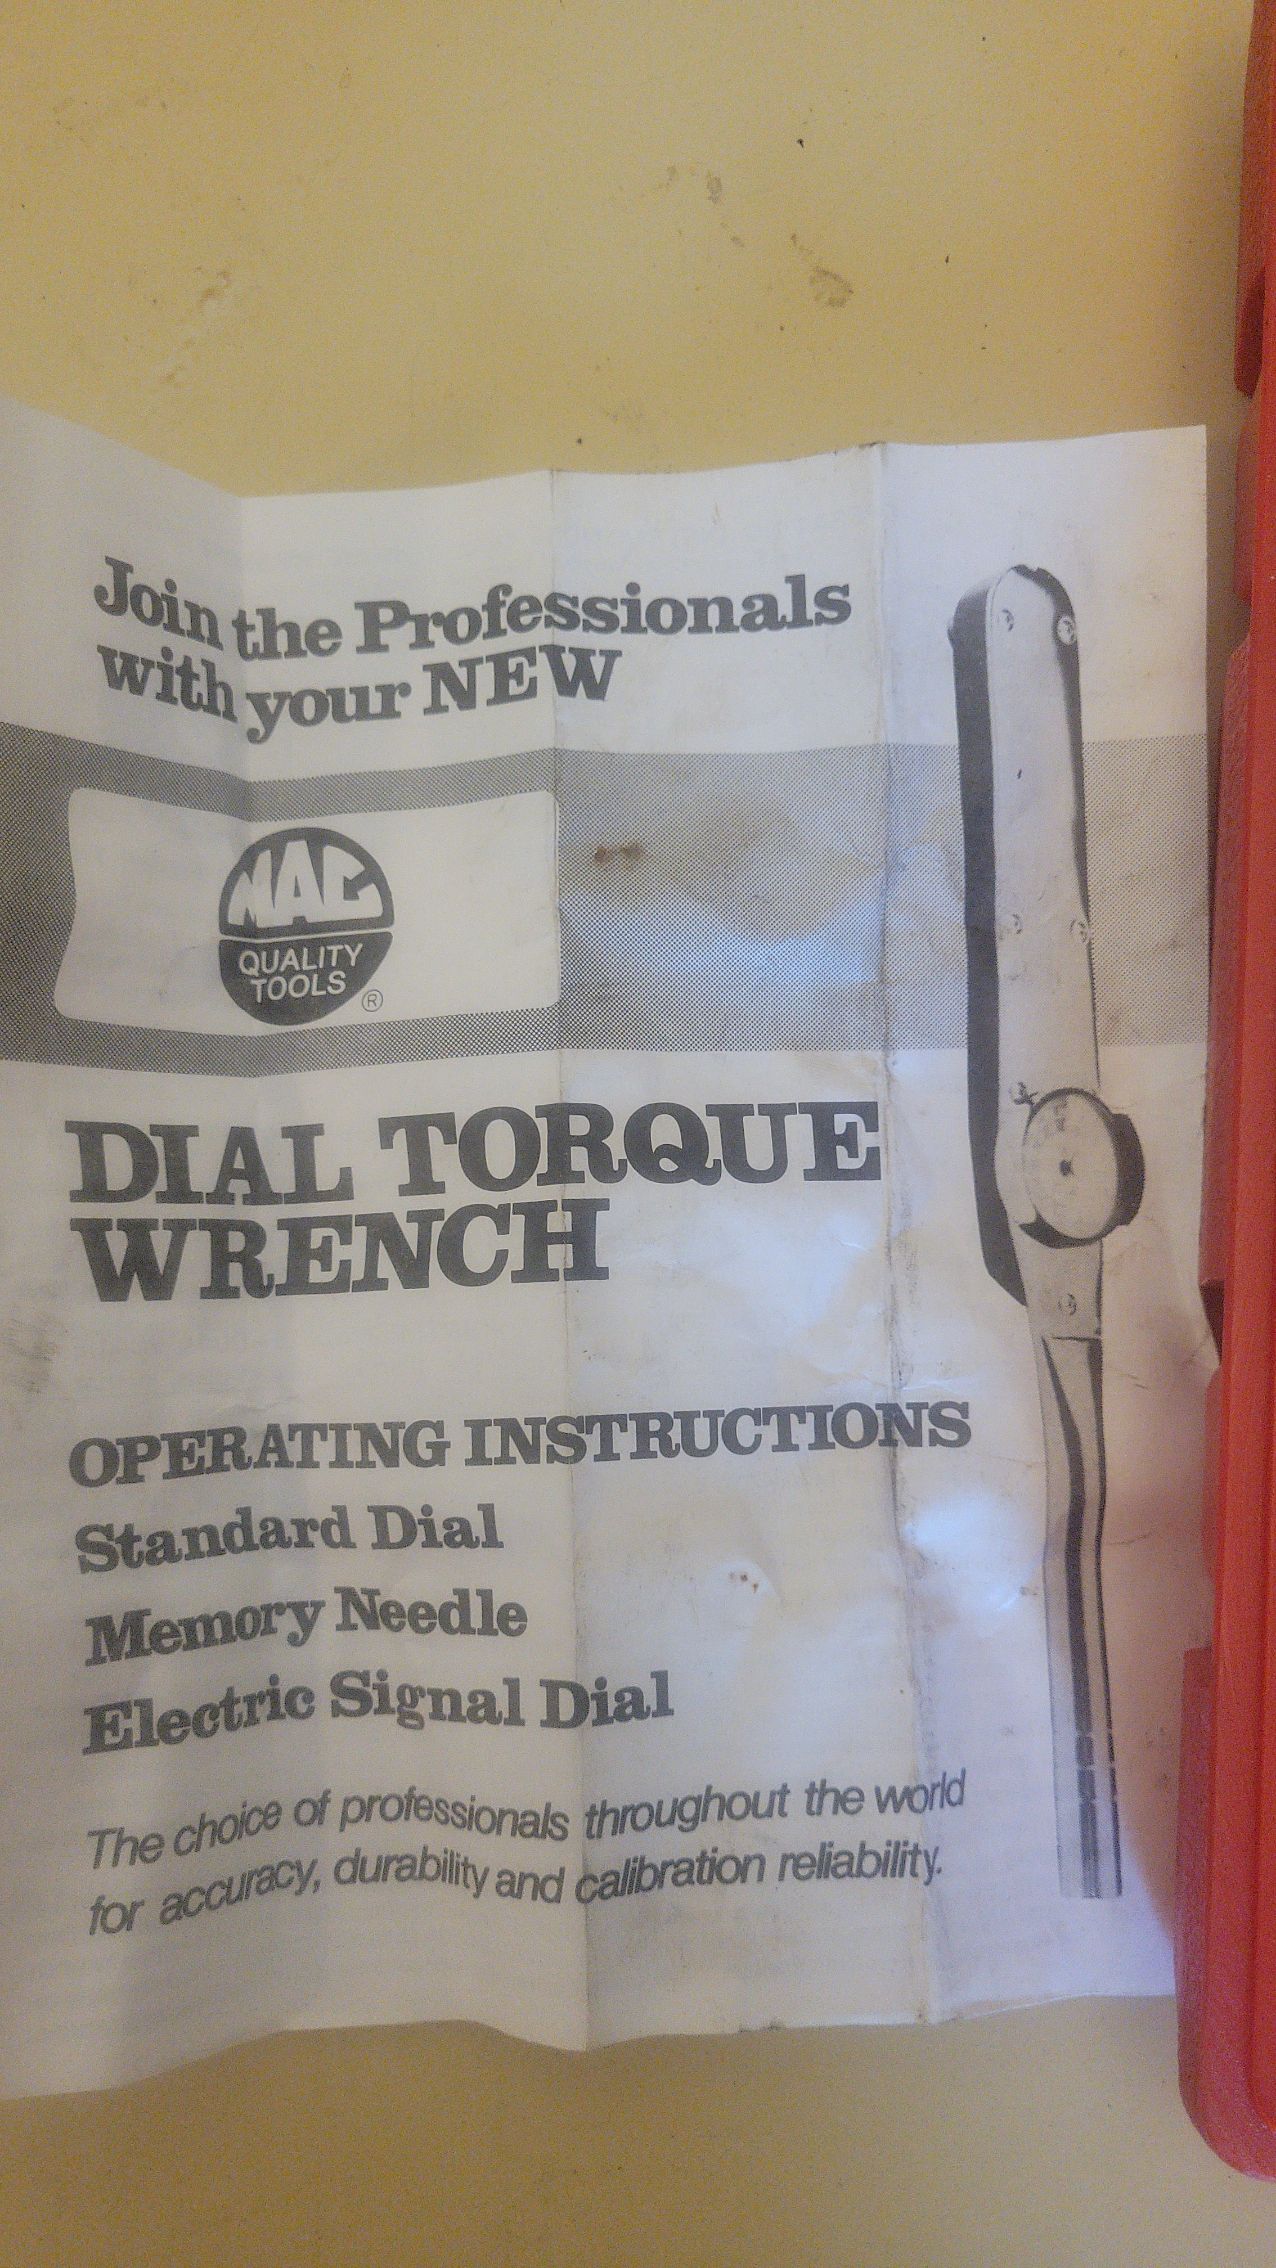 Join the Professionals
with your NEW
MAC
QUALITY
TOOLS
®
DIAL TORQUE
WRENCH
OPERATING INSTRUCTIONS
Standard Dial
Memory Needle
Electric Signal Dial
The choice of professionals throughout the world
for accuracy, durability and calibration reliability.